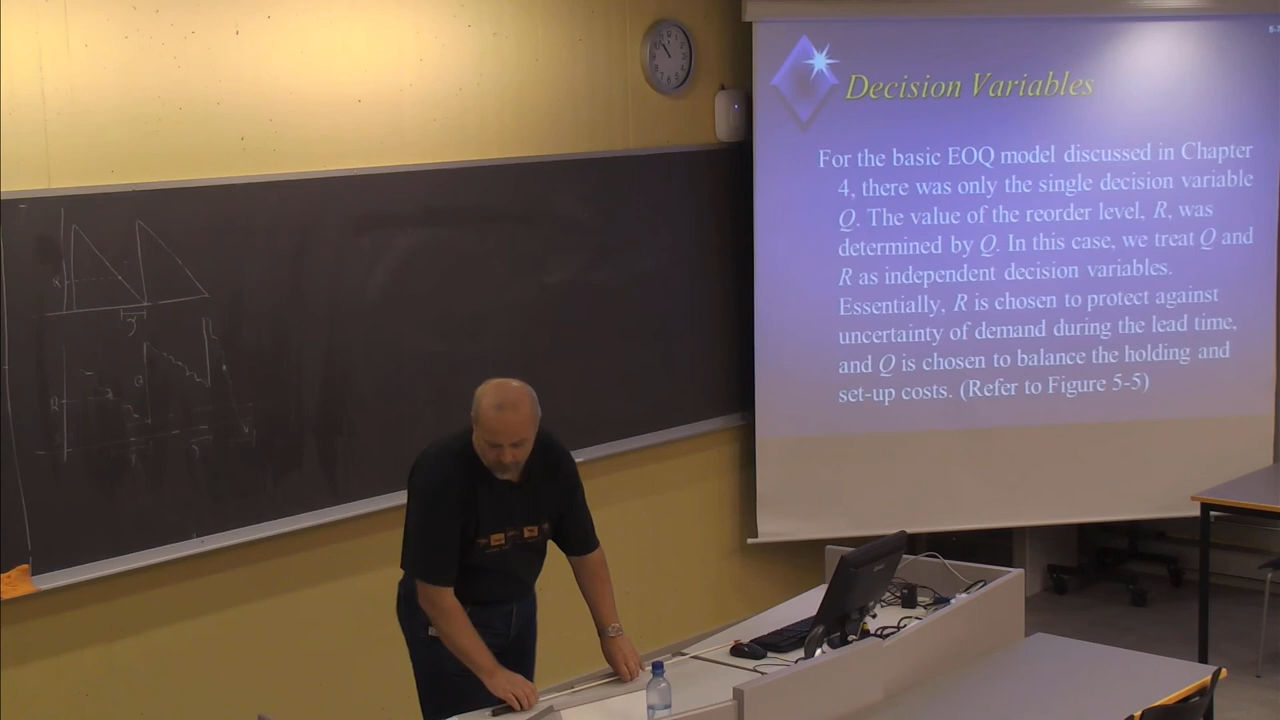 Decision Variables
For the basic EOQ model discussed in Chapter
4, there was only the single decision variable
Q. The value of the reorder level, R, was
determined by Q. In this case, we treat Q and
R as independent decision variables.
Essentially, R is chosen to protect against
uncertainty of demand during the lead time,
and Q is chosen to balance the holding and
set-up costs. (Refer to Figure 5-5)